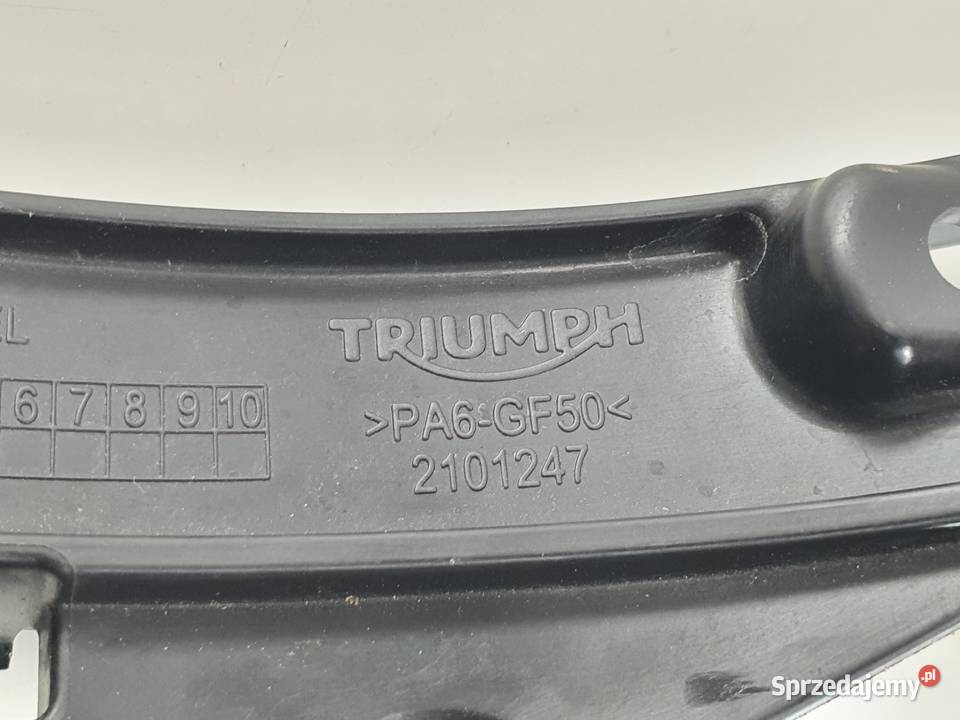 TRIUMPH
6 7 8 9 10
>PA6-GF50<
2101247
Sprzedajemy.pl